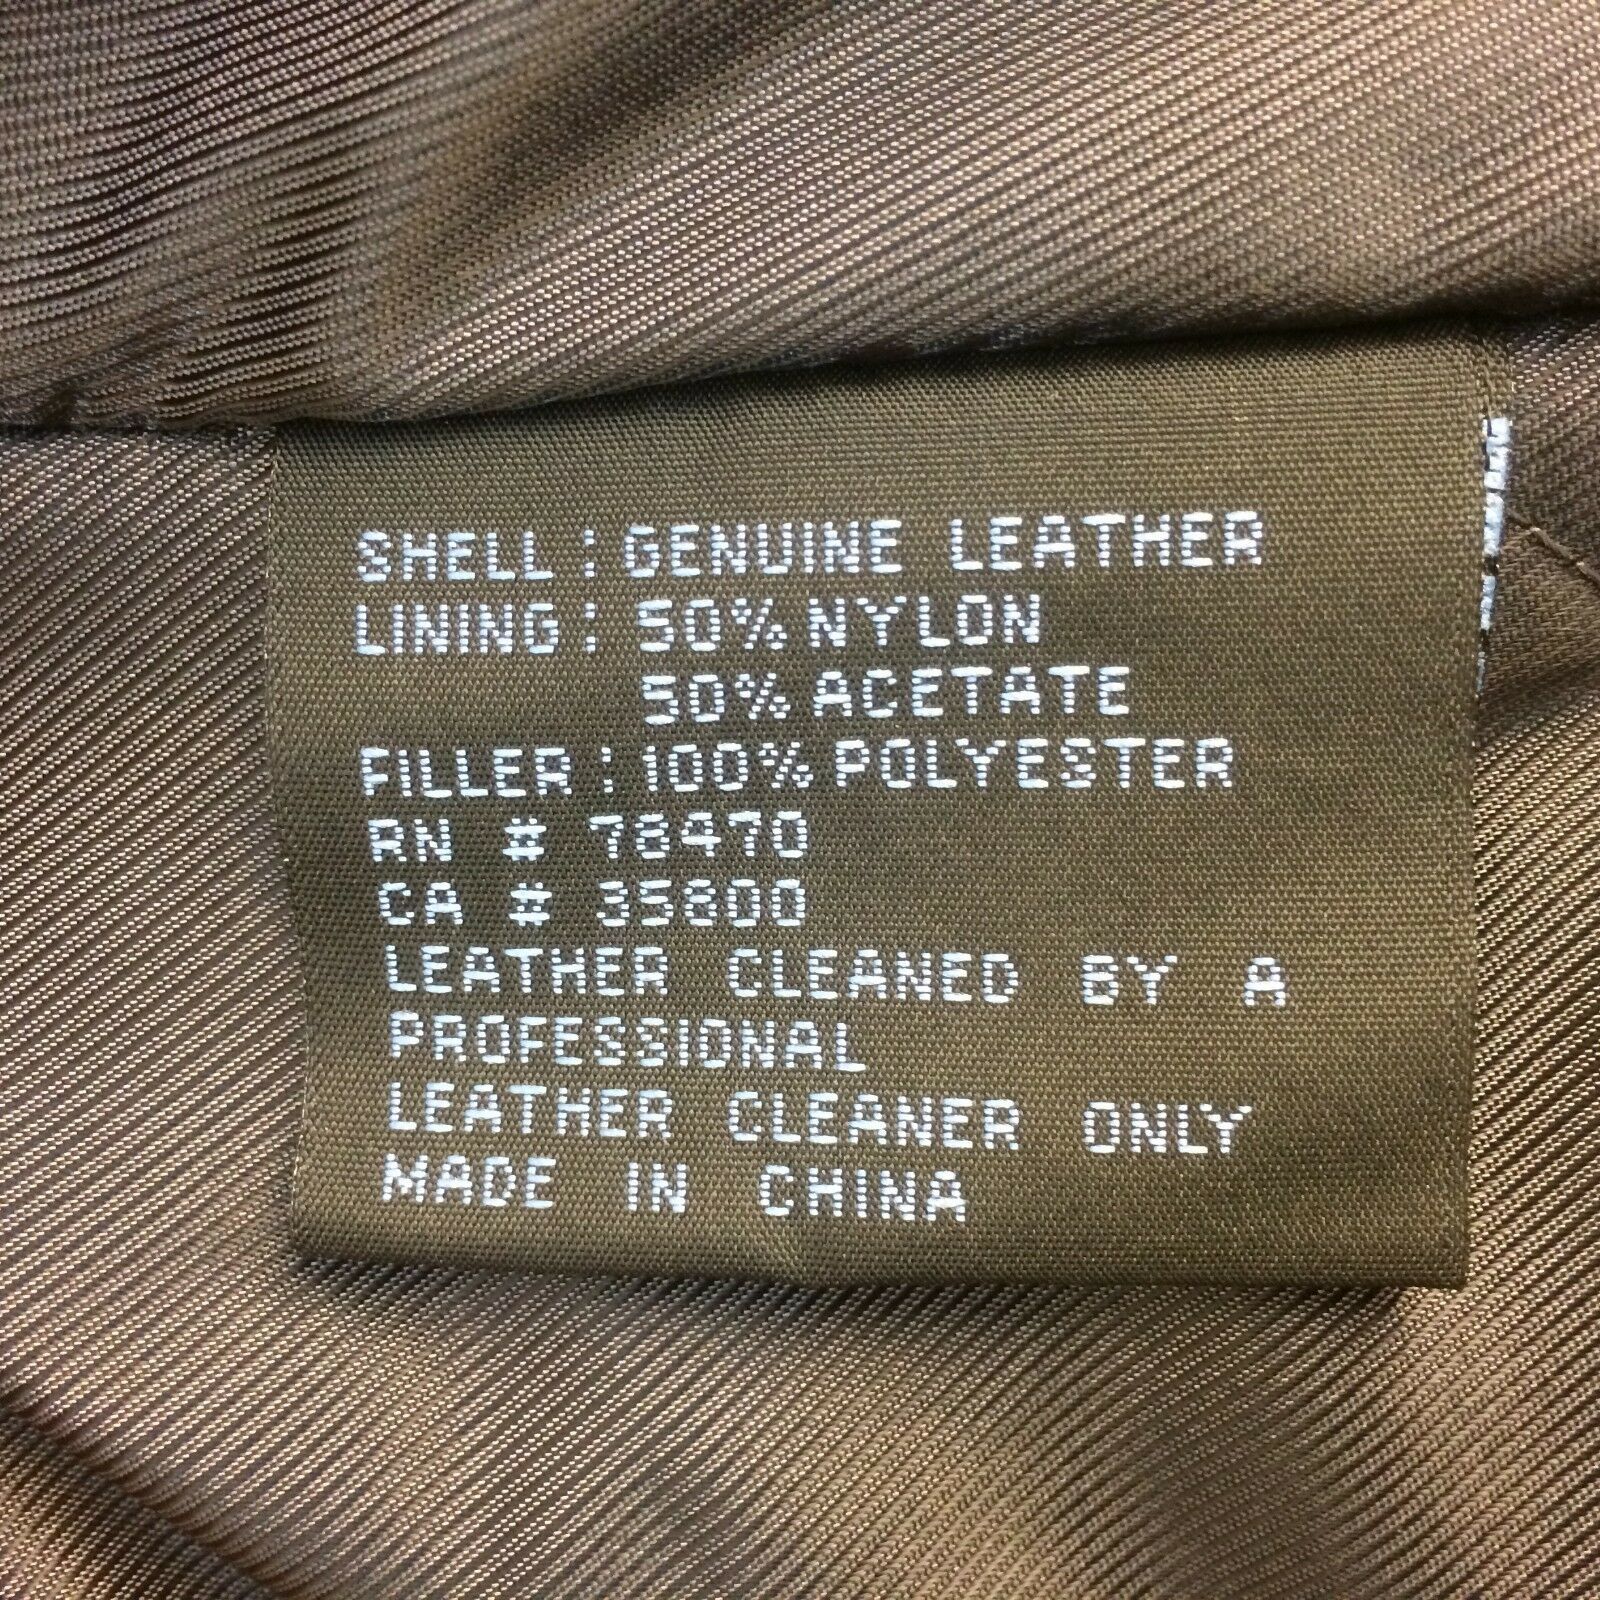 SHELL : GENUINE LEATHER
LINING : 50% NYLON
50% ACETATE
FILLER : 100% POLYESTER
RN # 78470
CA # 35800
LEATHER CLEANED BY A
PROFESSIONAL
LEATHER CLEANER ONLY
MADE IN CHINA